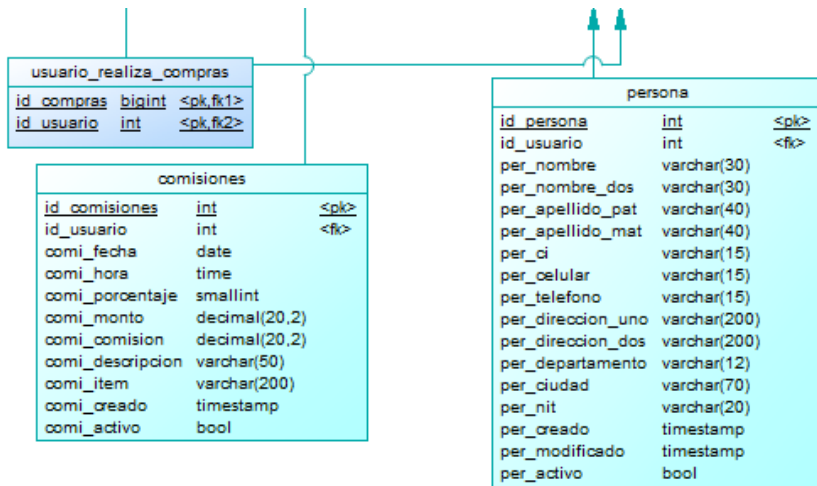 usuario_realiza_compras
id_compras bigint <pk,fk1>
id_usuario int <pk,fk2>
comisiones
id_comisiones int <pk>
id_usuario int <fk>
comi_fecha date
comi_hora time
comi_porcentaje smallint
comi_monto decimal(20,2)
comi_comision decimal(20,2)
comi_descripcion varchar(50)
comi_item varchar(200)
comi_creado timestamp
comi_activo bool
persona
id_persona int <pk>
id_usuario int <fk>
per_nombre varchar(30)
per_nombre_dos varchar(30)
per_apellido_pat varchar(40)
per_apellido_mat varchar(40)
per_ci varchar(15)
per_celular varchar(15)
per_telefono varchar(15)
per_direccion_uno varchar(200)
per_direccion_dos varchar(200)
per_departamento varchar(12)
per_ciudad varchar(70)
per_nit varchar(20)
per_creado timestamp
per_modificado timestamp
per_activo bool